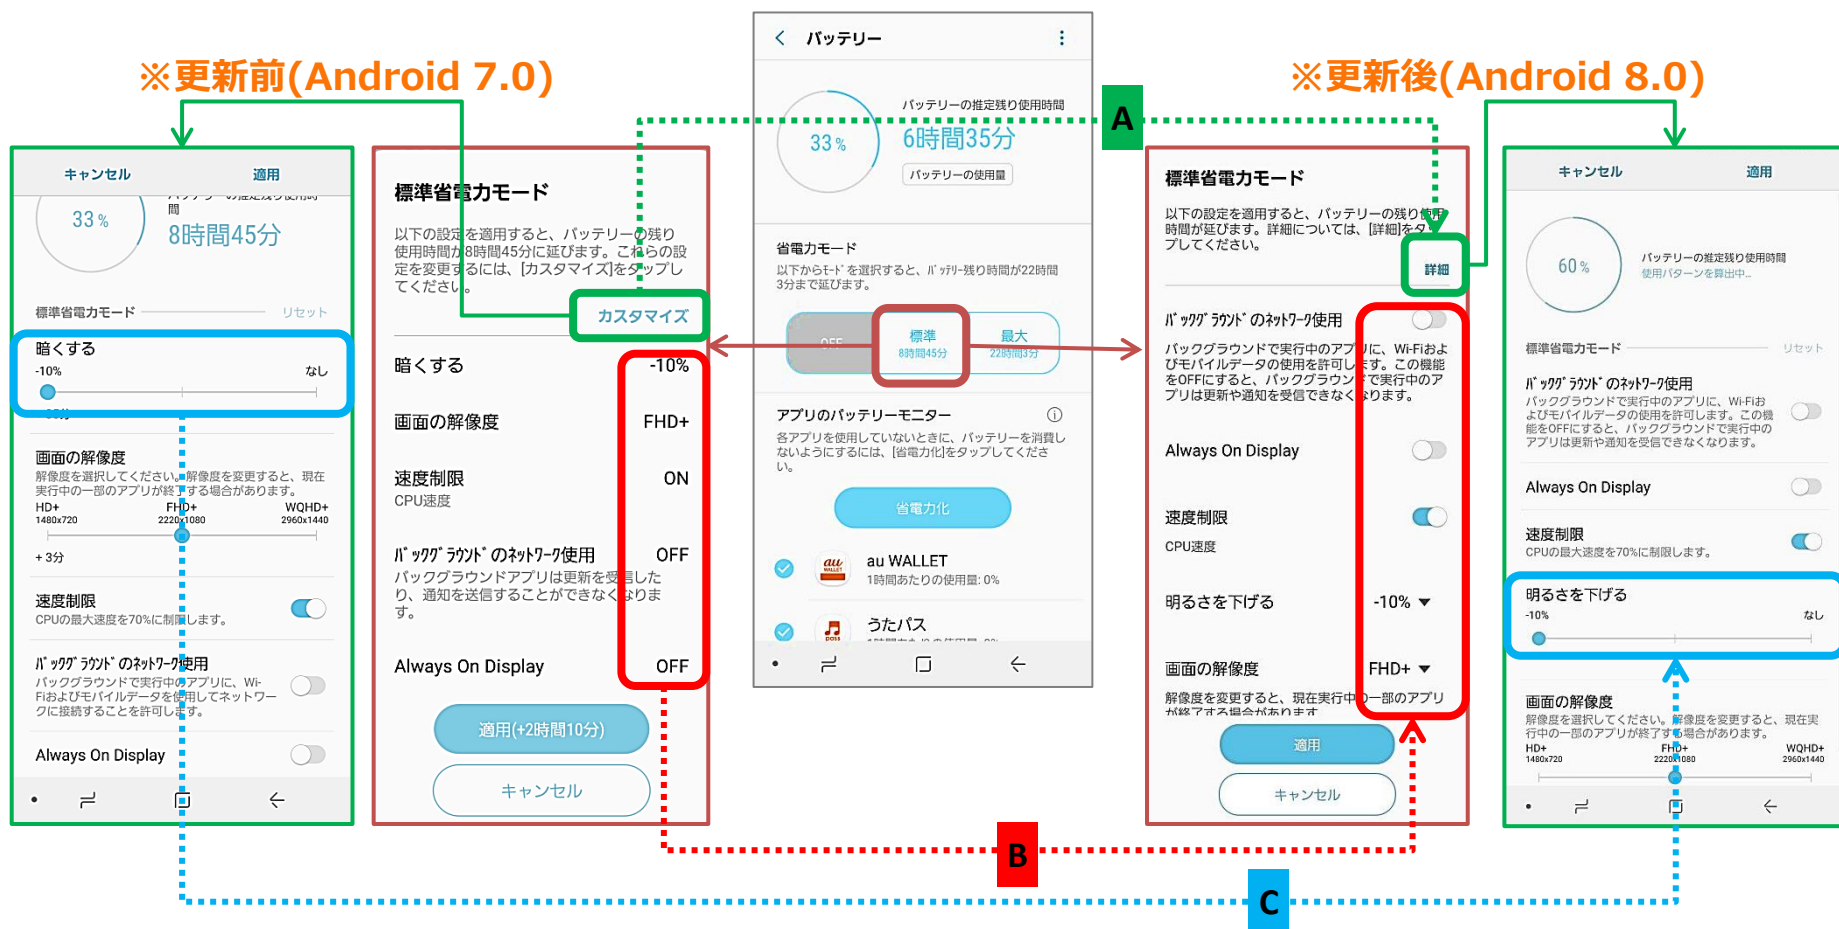 ※更新前(Android 7.0)
※更新後(Android 8.0)
A
B
C
キャンセル
適用
間
33 %
8時間45分
標準省電力モード
リセット
暗くする
-10%
なし
画面の解像度
解像度を選択してください。解像度を変更すると、現在
実行中の一部のアプリが終了する場合があります。
HD+
FHD+
WQHD+
1480x720
2220x1080
2960x1440
+ 3分
速度制限
CPUの最大速度を70%に制限します。
バックグラウンドのネットワーク使用
バックグラウンドで実行中のアプリに、Wi-
Fiおよびモバイルデータを使用してネットワー
クに接続することを許可します。
Always On Display
標準省電力モード
以下の設定を適用すると、バッテリーの残り
使用時間が8時間45分に延びます。これらの設
定を変更するには、[カスタマイズ]をタップし
てください。
カスタマイズ
暗くする
-10%
画面の解像度
FHD+
速度制限
ON
CPU速度
バックグラウンドのネットワーク使用
OFF
バックグラウンドアプリは更新を受信した
り、通知を送信することができなくなりま
す。
Always On Display
OFF
適用(+2時間10分)
キャンセル
バッテリー
33 %
バッテリーの推定残り使用時間
6時間35分
バッテリーの使用量
省電力モード
以下からモードを選択すると、バッテリー残り時間が22時間
3分まで延びます。
OFF
標準
8時間45分
最大
22時間3分
アプリのバッテリーモニター
各アプリを使用していないときに、バッテリーを消費し
ないようにするには、[省電力化]をタップしてくださ
い。
省電力化
au WALLET
au WALLET
1時間あたりの使用量: 0%
pass
うたパス
標準省電力モード
以下の設定を適用すると、バッテリーの残り使用
時間が延びます。詳細については、[詳細]をタッ
プしてください。
詳細
バックグラウンドのネットワーク使用
バックグラウンドで実行中のアプリに、Wi-Fiおよ
びモバイルデータの使用を許可します。この機能
をOFFにすると、バックグラウンドで実行中のア
プリは更新や通知を受信できなくなります。
Always On Display
速度制限
CPU速度
明るさを下げる
-10%
画面の解像度
FHD+
解像度を変更すると、現在実行中の一部のアプリ
が終了する場合があります
適用
キャンセル
キャンセル
適用
60 %
バッテリーの推定残り使用時間
使用パターンを算出中...
標準省電力モード
リセット
バックグラウンドのネットワーク使用
バックグラウンドで実行中のアプリに、Wi-Fiお
よびモバイルデータの使用を許可します。この機
能をOFFにすると、バックグラウンドで実行中の
アプリは更新や通知を受信できなくなります。
Always On Display
速度制限
CPUの最大速度を70%に制限します。
明るさを下げる
-10%
なし
画面の解像度
解像度を選択してください。解像度を変更すると、現在実
行中の一部のアプリが終了する場合があります。
HD+
FHD+
WQHD+
1480x720
2220x1080
2960x1440